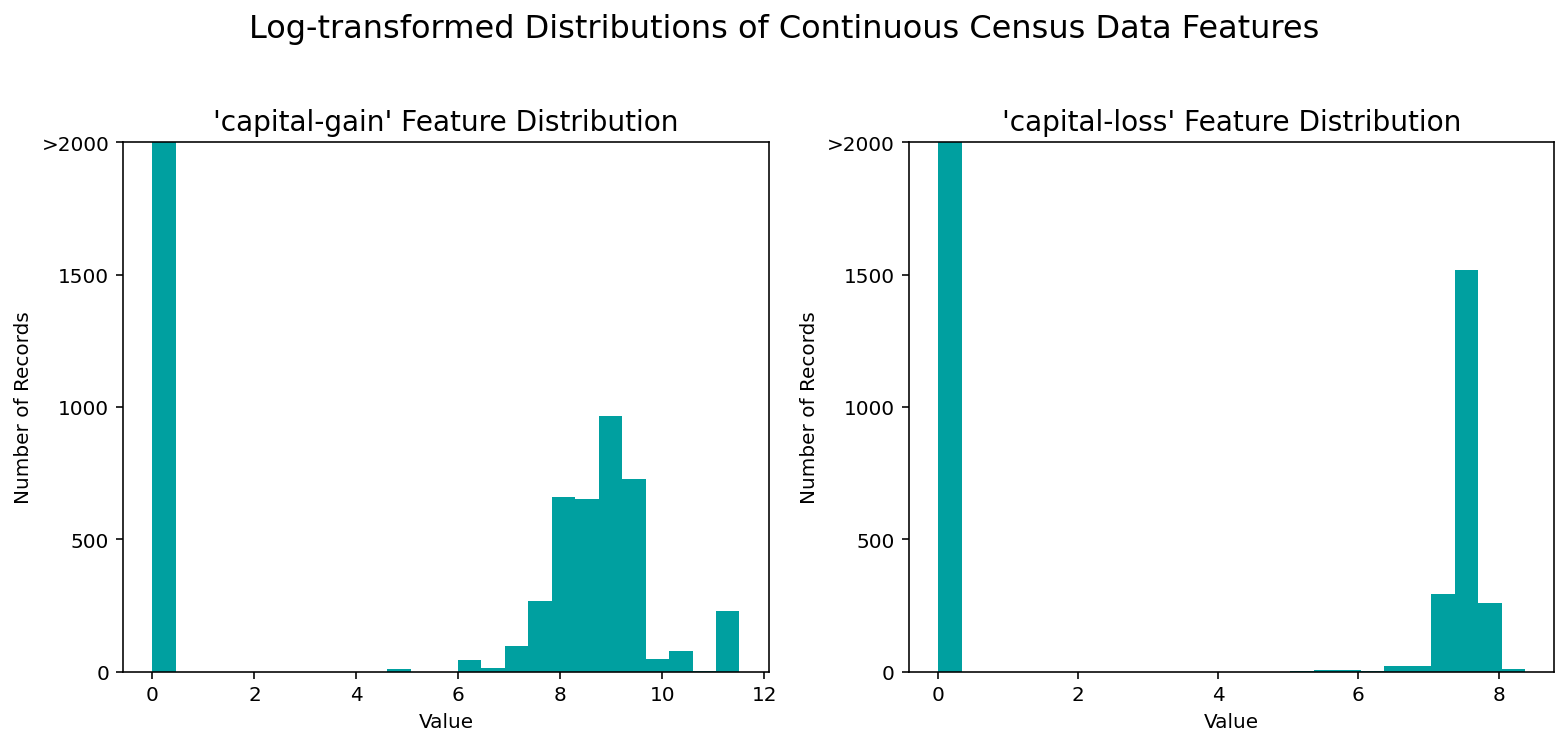 Log-transformed Distributions of Continuous Census Data Features
'capital-gain' Feature Distribution
>2000
1500
1000
500
0
Number of Records
0 2 4 6 8 10 12
Value
'capital-loss' Feature Distribution
>2000
1500
1000
500
0
Number of Records
0 2 4 6 8
Value